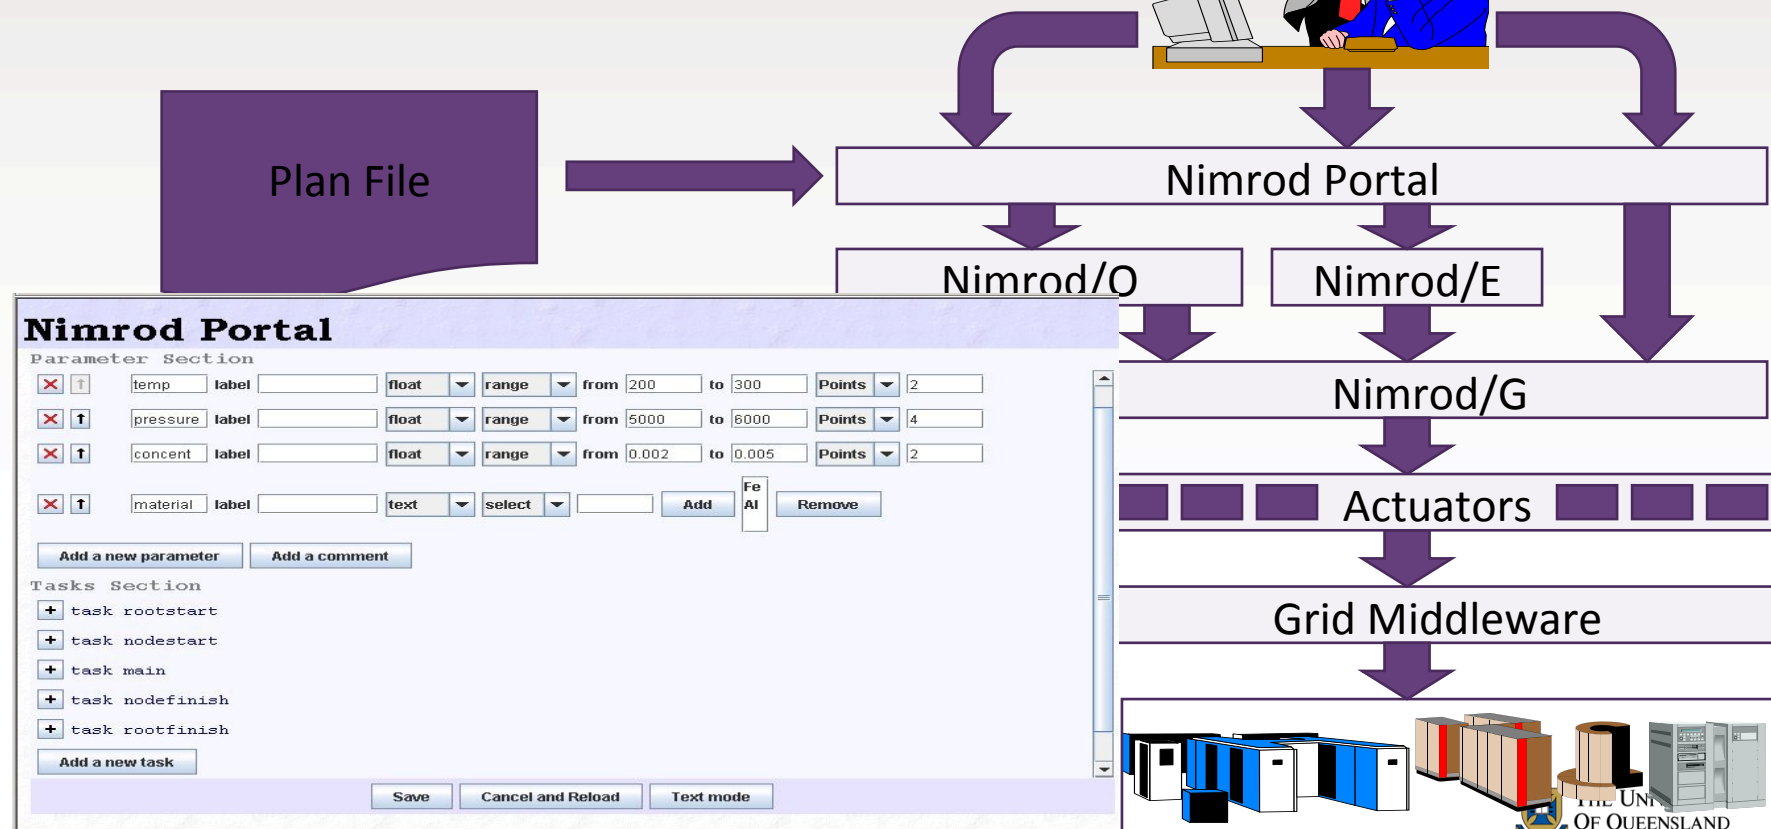 Plan File
Nimrod Portal
Nimrod/O
Nimrod/E
Nimrod/G
Actuators
Grid Middleware
Nimrod Portal
Parameter Section
temp label float range from 200 to 300 Points 2
pressure label float range from 5000 to 6000 Points 4
concent label float range from 0.002 to 0.005 Points 2
material label text select Add Fe Al Remove
Add a new parameter Add a comment
Tasks Section
+ task rootstart
+ task nodestart
+ task main
+ task nodefinish
+ task rootfinish
Add a new task
Save Cancel and Reload Text mode
THE
OF QUEENSLAND